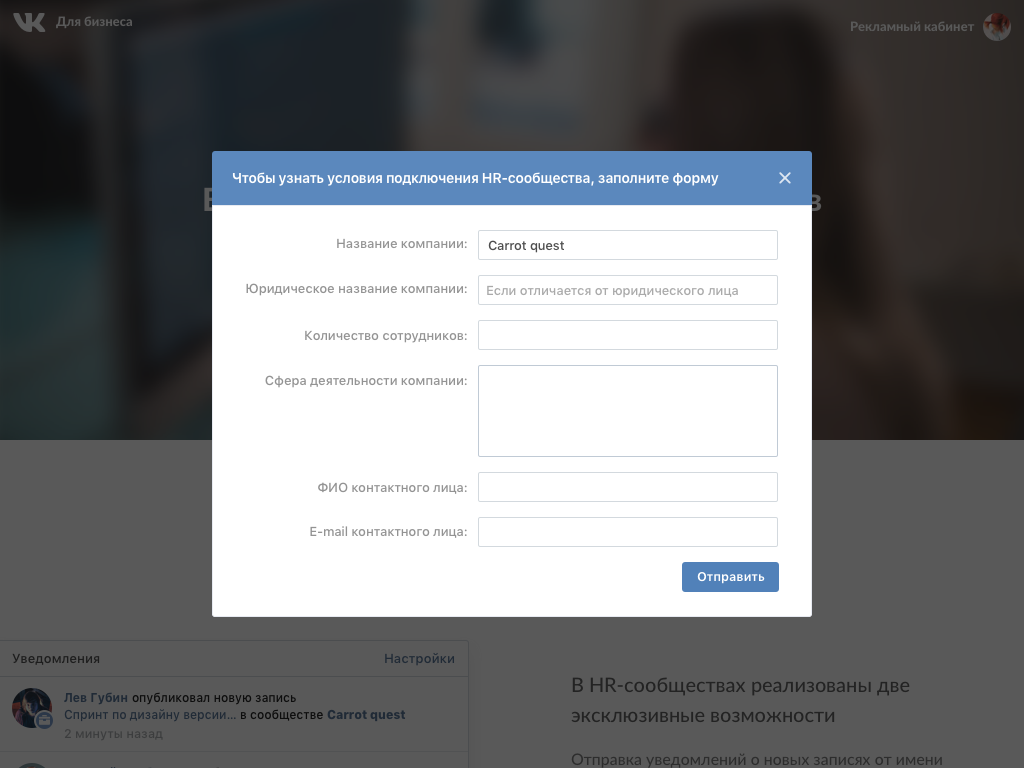 Для бизнеса
Рекламный кабинет
Чтобы узнать условия подключения HR-сообщества, заполните форму
Название компании:
Carrot quest
Юридическое название компании:
Если отличается от юридического лица
Количество сотрудников:
Сфера деятельности компании:
ФИО контактного лица:
E-mail контактного лица:
Отправить
Уведомления
Настройки
Лев Губин опубликовал новую запись
Спринт по дизайну версии... в сообществе Carrot quest
2 минуты назад
В HR-сообществах реализованы две
эксклюзивные возможности
Отправка уведомлений о новых записях от имени